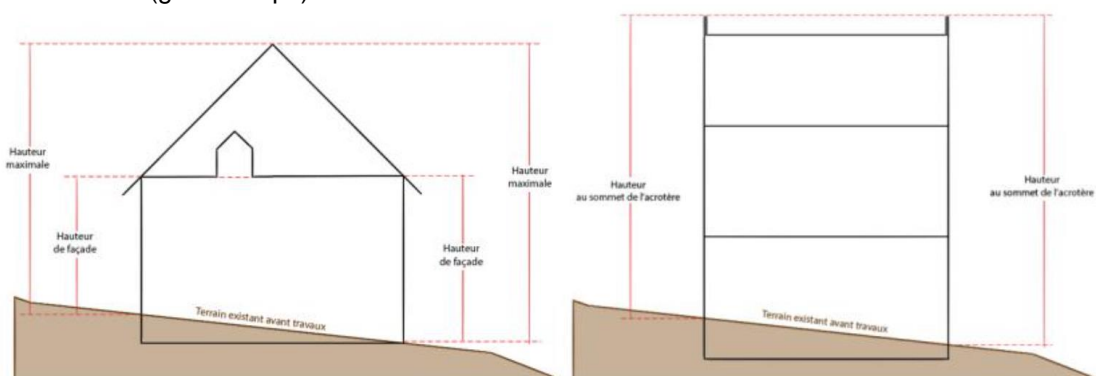 Hauteur
maximale
Hauteur
de façade
Hauteur
maximale
Hauteur
de façade
Terrain existant avant travaux
Hauteur
au sommet de l'acrotère
Hauteur
au sommet de l'acrotère
Terrain existant avant travaux